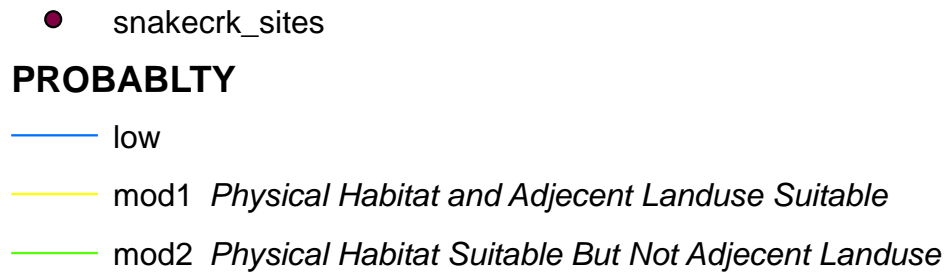 snakecrk_sites
PROBABLTY
low
mod1 Physical Habitat and Adjecent Landuse Suitable
mod2 Physical Habitat Suitable But Not Adjecent Landuse